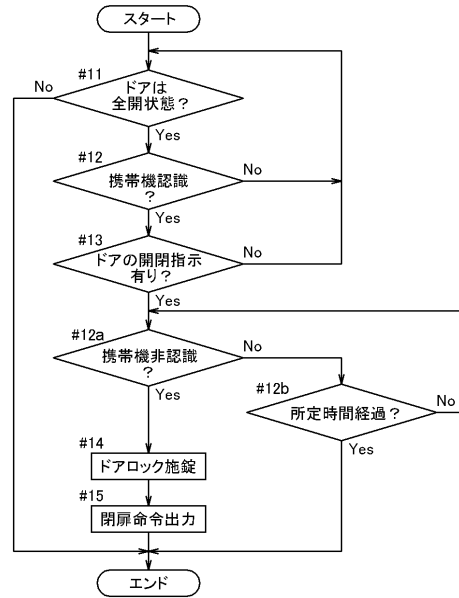 スタート
#11
No
ドアは
全開状態？
Yes
#12
携帯機認識
？
No
Yes
#13
ドアの開閉指示
有り？
No
Yes
#12a
携帯機非認識
？
No
Yes
#12b
所定時間経過？
No
Yes
#14
ドアロック施錠
#15
閉扉命令出力
エンド